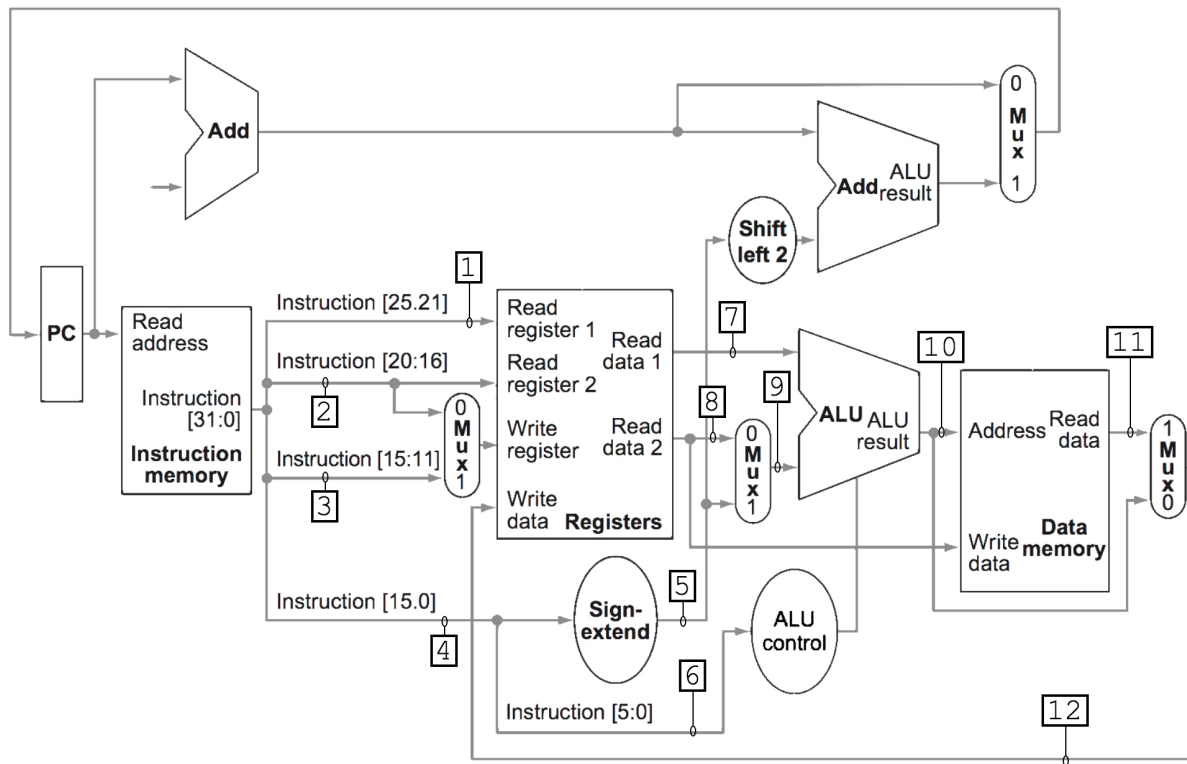 0
Mux
1
Add
Add
ALU
result
Shift
left 2
1
Instruction [25.21]
PC
Read
address
Instruction
[31:0]
Instruction
memory
Instruction [20:16]
2
0
Mux
1
Instruction [15:11]
3
Read
register 1
Read
register 2
Write
register
Write
data
Read
data 1
Read
data 2
Registers
7
8
9
0
Mux
1
ALU
ALU
result
10
11
Address
Read
data
Write
data
Data
memory
1
Mux
0
Instruction [15.0]
4
Sign-
extend
5
ALU
control
6
Instruction [5:0]
12